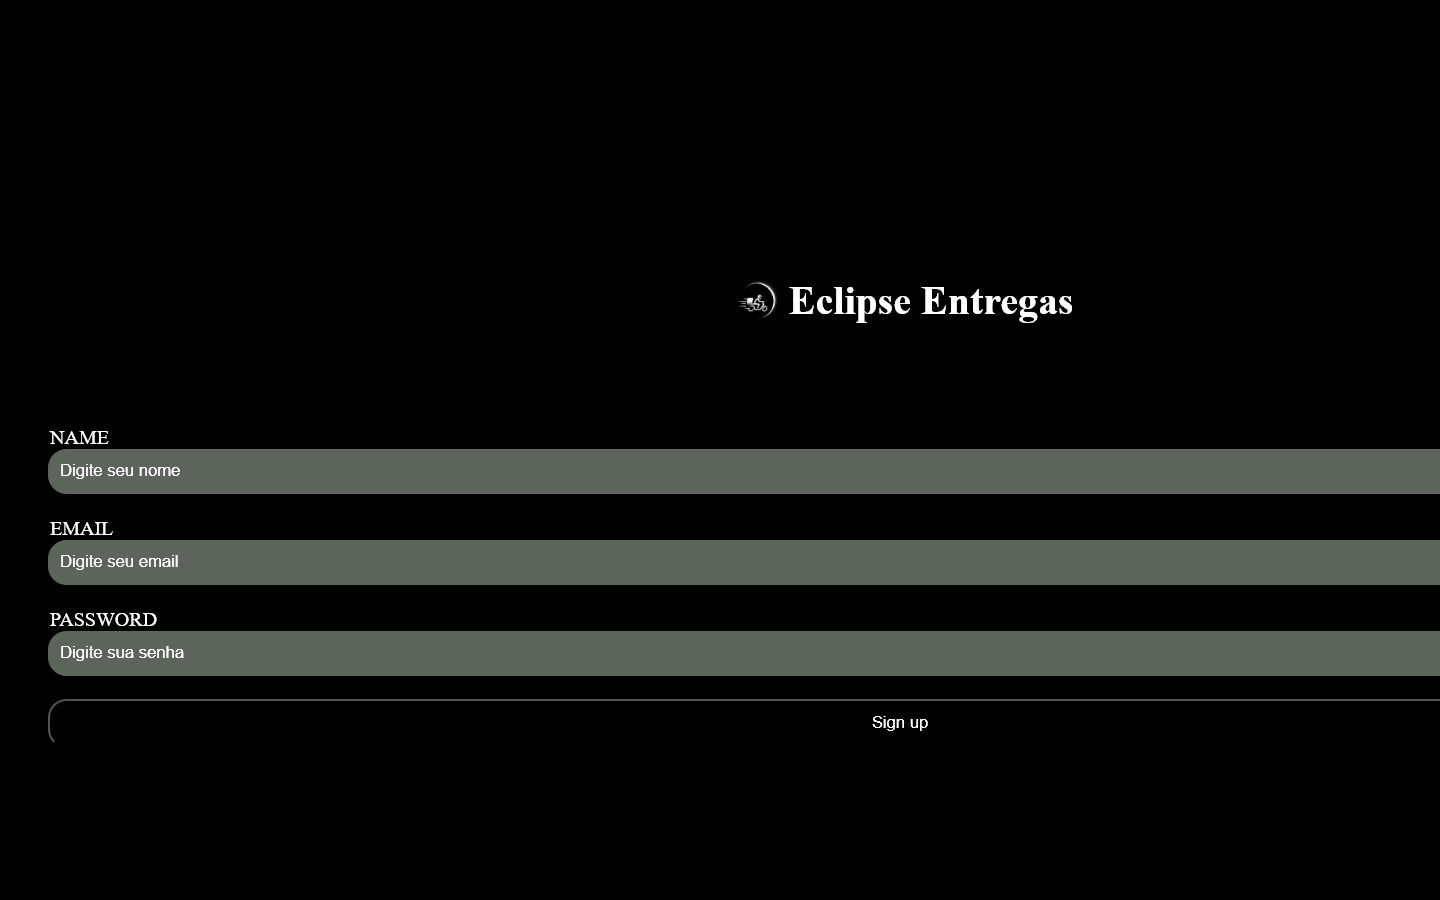 Eclipse Entregas
NAME
Digite seu nome
EMAIL
Digite seu email
PASSWORD
Digite sua senha
Sign up